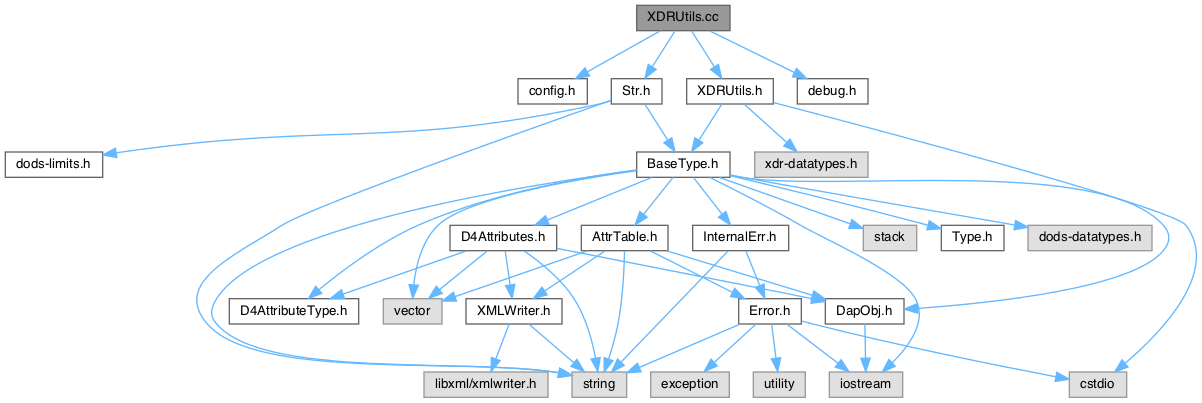 XDRUtils.cc
config.h
Str.h
XDRUtils.h
debug.h
dods-limits.h
BaseType.h
xdr-datatypes.h
D4Attributes.h
AttrTable.h
InternalErr.h
stack
Type.h
dods-datatypes.h
D4AttributeType.h
vector
XMLWriter.h
Error.h
DapObj.h
libxml/xmlwriter.h
string
exception
utility
iostream
cstdio